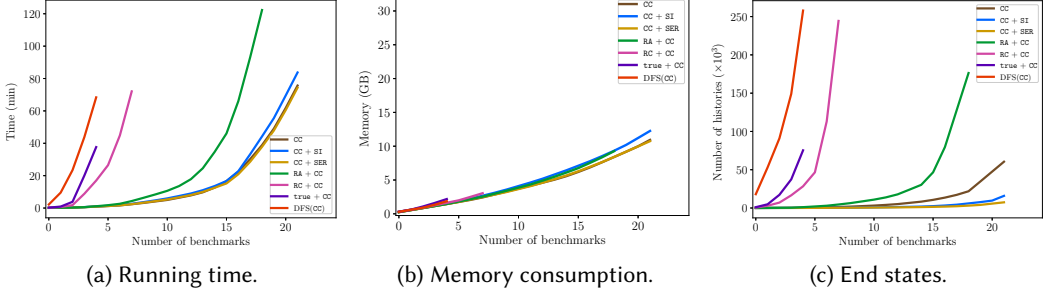 120
100
80
60
40
20
0
Time (min)
0
5
10
15
20
Number of benchmarks
CC
CC + SI
CC + SER
RA + CC
RC + CC
true + CC
DFS(CC)
(a) Running time.
30
25
20
15
10
5
0
Memory (GB)
0
5
10
15
20
Number of benchmarks
CC
CC + SI
CC + SER
RA + CC
RC + CC
true + CC
DFS(CC)
(b) Memory consumption.
250
200
150
100
50
0
Number of histories (×10³)
0
5
10
15
20
Number of benchmarks
CC
CC + SI
CC + SER
RA + CC
RC + CC
true + CC
DFS(CC)
(c) End states.